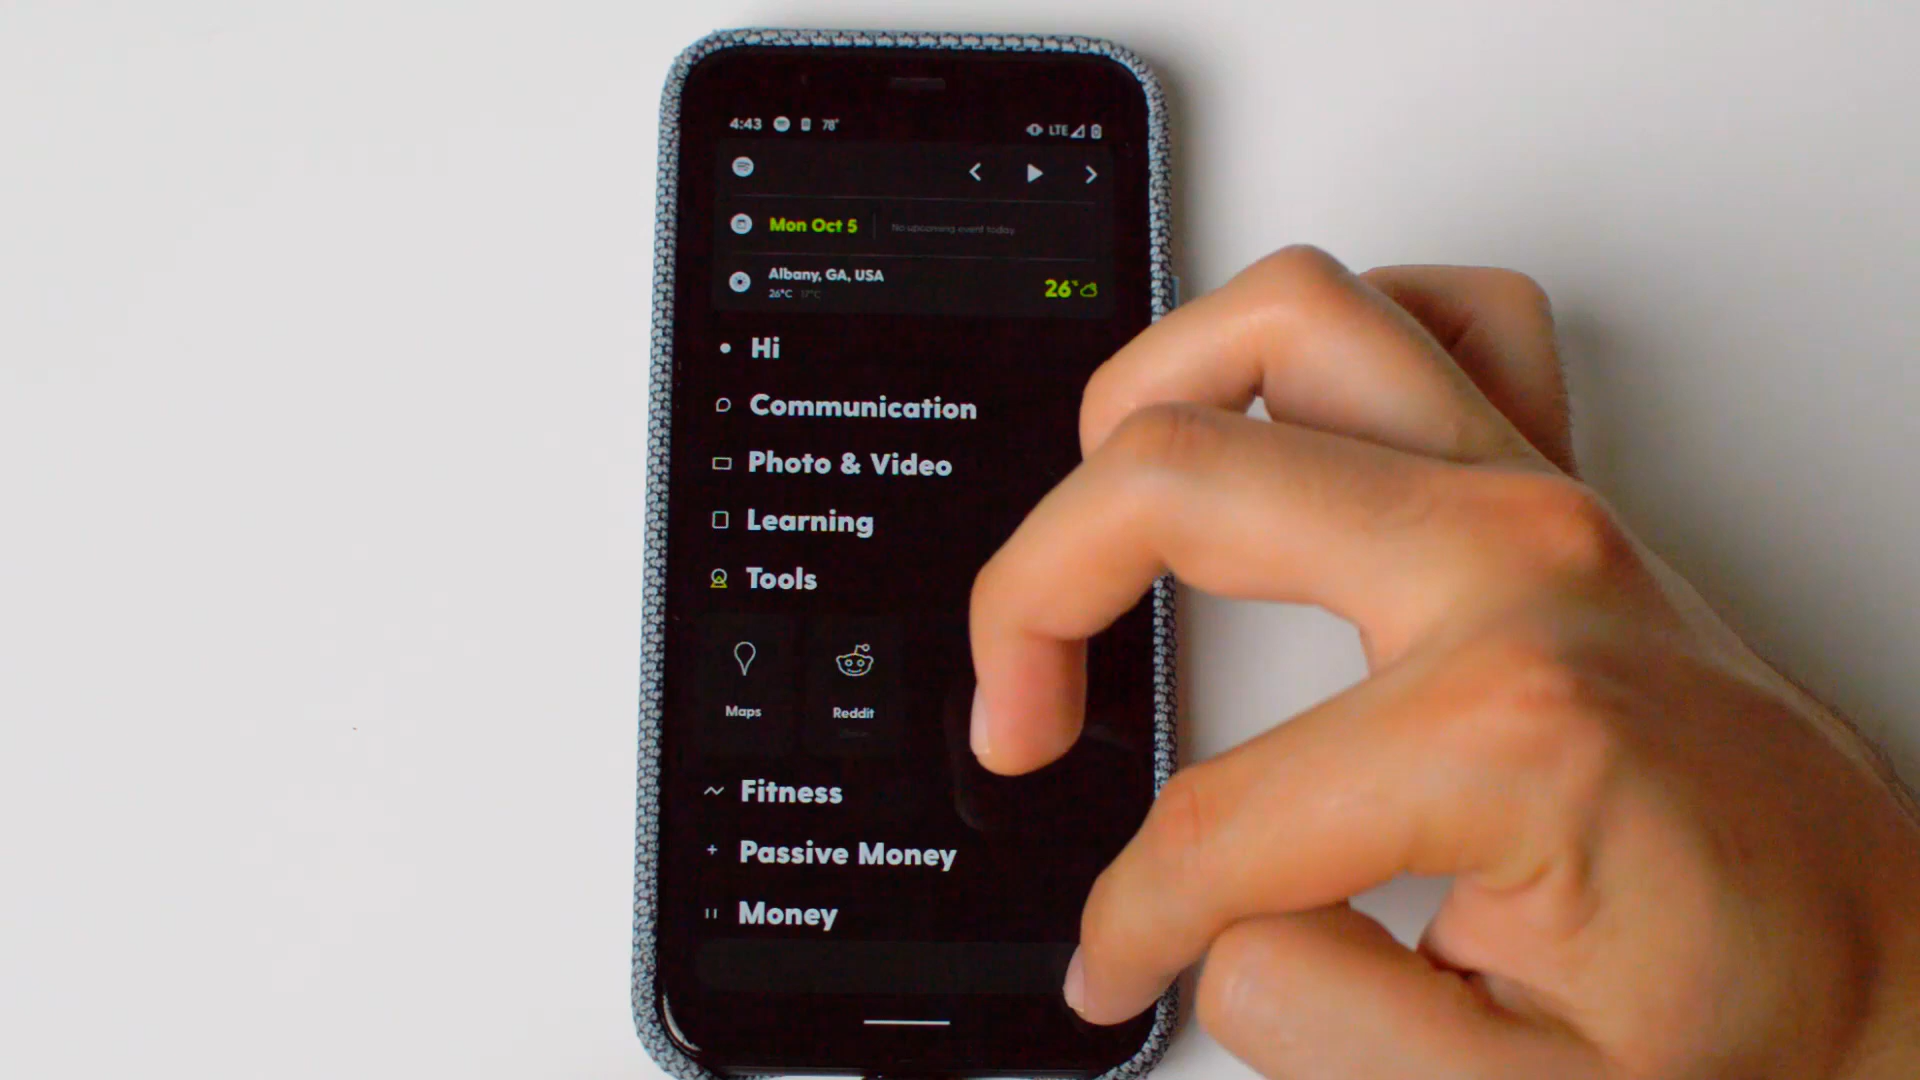 4:43 78° LTE
Mon Oct 5 No upcoming event today
Albany, GA, USA
26°C 17°C
26°c
Hi
Communication
Photo & Video
Learning
Tools
Maps Reddit
Fitness
Passive Money
Money